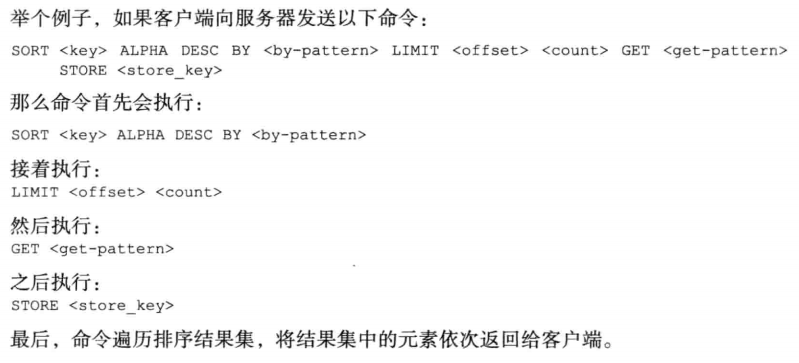 举个例子，如果客户端向服务器发送以下命令：
SORT <key> ALPHA DESC BY <by-pattern> LIMIT <offset> <count> GET <get-pattern>
STORE <store_key>
那么命令首先会执行：
SORT <key> ALPHA DESC BY <by-pattern>
接着执行：
LIMIT <offset> <count>
然后执行：
GET <get-pattern>
之后执行：
STORE <store_key>
最后，命令遍历排序结果集，将结果集中的元素依次返回给客户端。